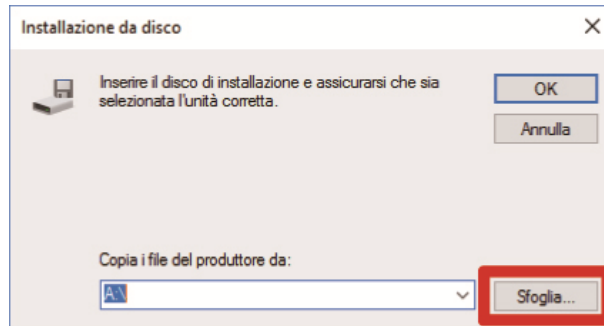 Installazione da disco
Inserire il disco di installazione e assicurarsi che sia
selezionata l'unità corretta.
OK
Annulla
Copia i file del produttore da:
A:\
Sfoglia...